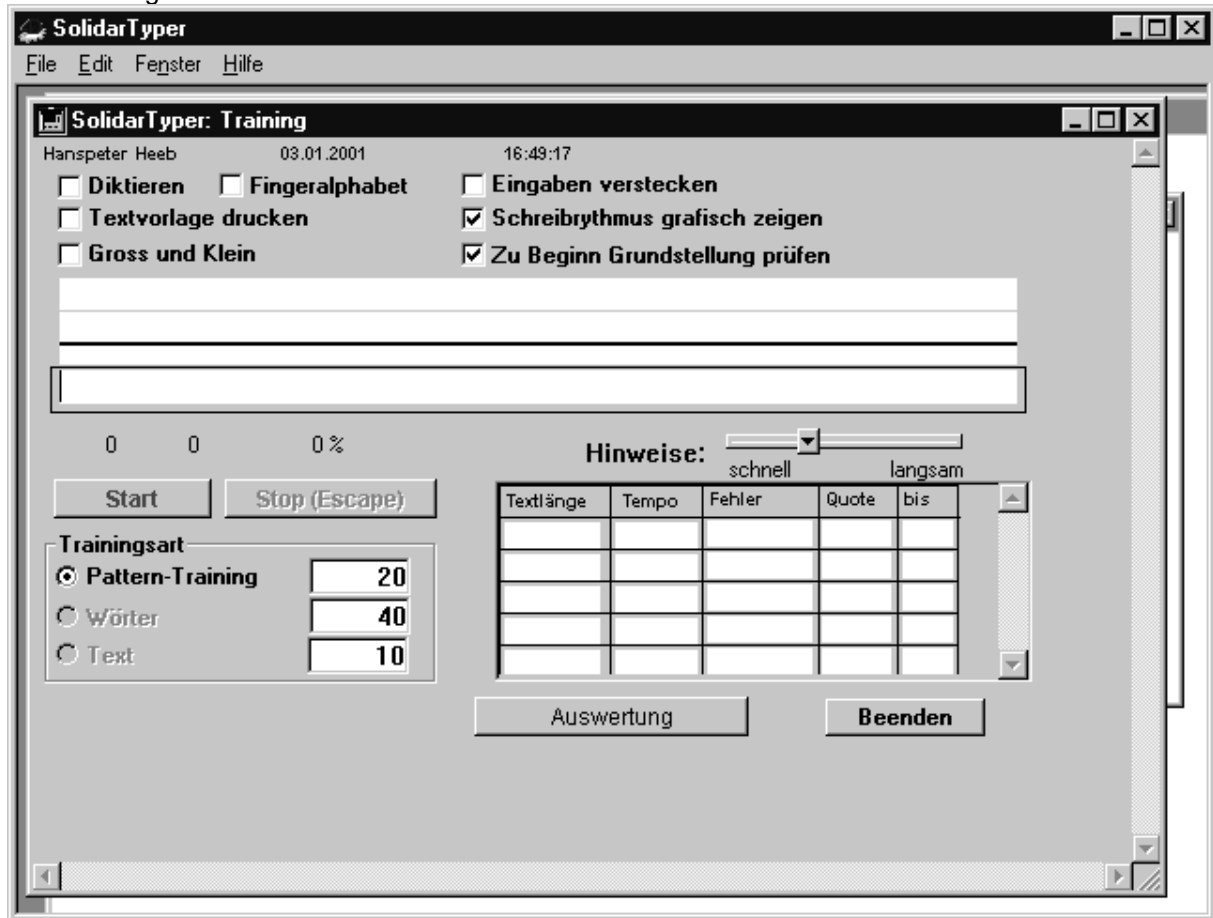 SolidarTyper
File Edit Fenster Hilfe
SolidarTyper: Training
Hanspeter Heeb 03.01.2001 16:49:17
Diktieren Fingeralphabet Eingaben verstecken
Textvorlage drucken Schreibrythmus grafisch zeigen
Gross und Klein Zu Beginn Grundstellung prüfen
0 0 0 % Hinweise:
schnell langsam
Start Stop (Escape) Textlänge Tempo Fehler Quote bis
Trainingsart
Pattern-Training 20
Wörter 40
Text 10
Auswertung Beenden